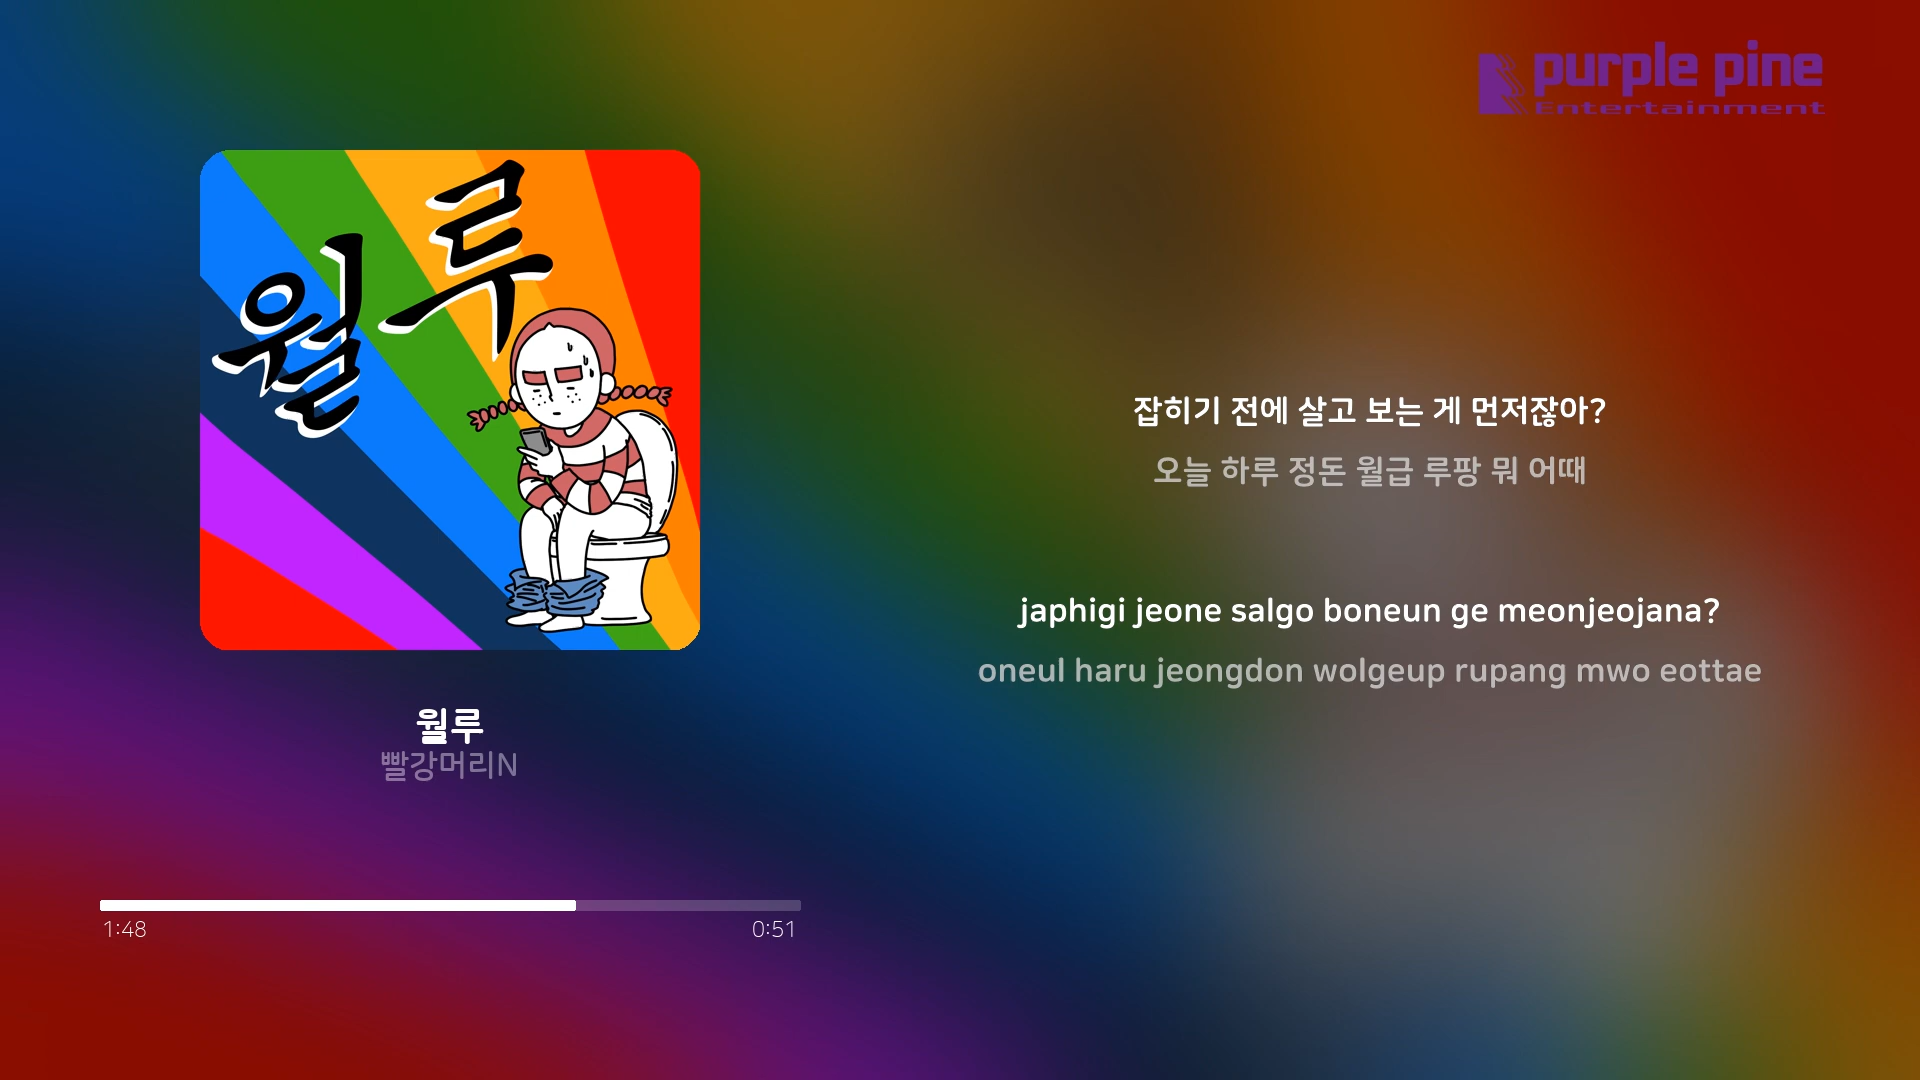 purple pine
Entertainment
월루
잡히기 전에 살고 보는 게 먼저잖아?
오늘 하루 정돈 월급 루팡 뭐 어때
japhigi jeone salgo boneun ge meonjeojana?
oneul haru jeongdon wolgeup rupang mwo eottae
월루
빨강머리N
1:48
0:51